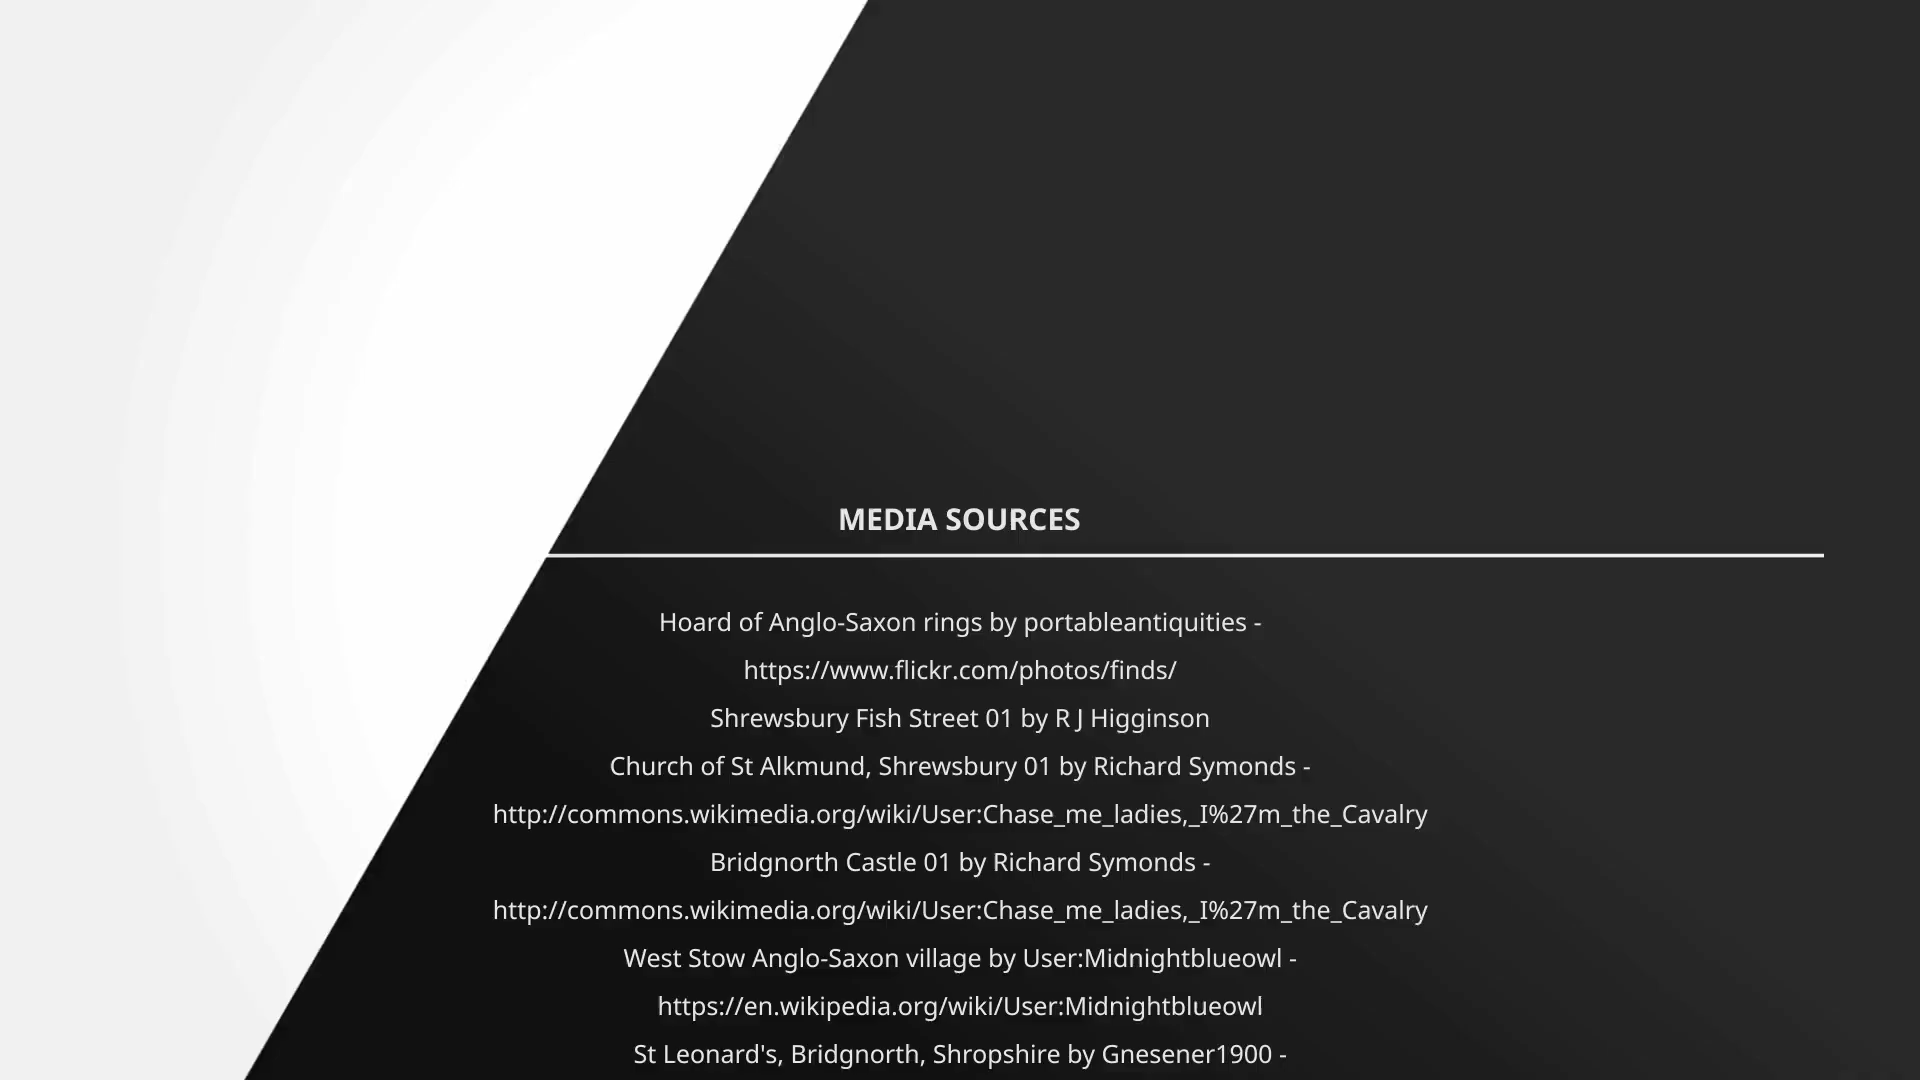 MEDIA SOURCES
Hoard of Anglo-Saxon rings by portableantiquities -
https://www.flickr.com/photos/finds/
Shrewsbury Fish Street 01 by R J Higginson
Church of St Alkmund, Shrewsbury 01 by Richard Symonds -
http://commons.wikimedia.org/wiki/User:Chase_me_ladies,_I%27m_the_Cavalry
Bridgnorth Castle 01 by Richard Symonds -
http://commons.wikimedia.org/wiki/User:Chase_me_ladies,_I%27m_the_Cavalry
West Stow Anglo-Saxon village by User:Midnightblueowl -
https://en.wikipedia.org/wiki/User:Midnightblueowl
St Leonard's, Bridgnorth, Shropshire by Gnesener1900 -